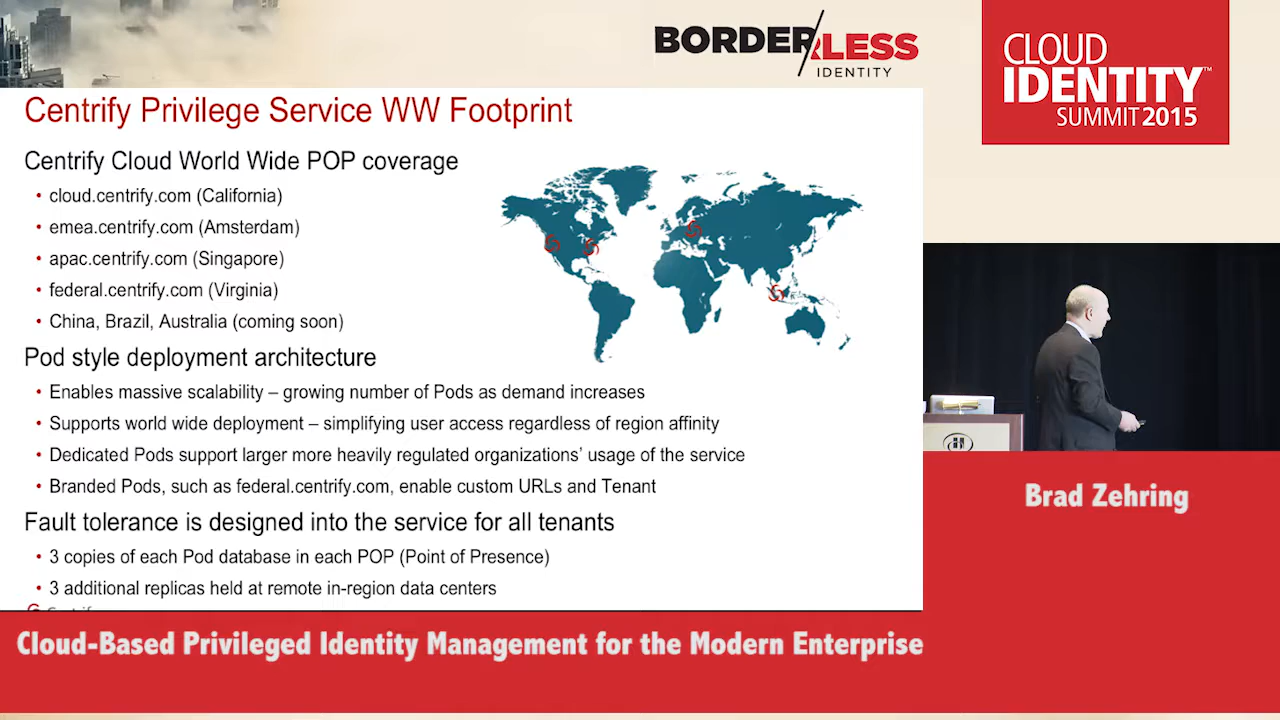 BORDERLESS
IDENTITY
CLOUD
IDENTITY™
SUMMIT 2015
Centrify Privilege Service WW Footprint
Centrify Cloud World Wide POP coverage
• cloud.centrify.com (California)
• emea.centrify.com (Amsterdam)
• apac.centrify.com (Singapore)
• federal.centrify.com (Virginia)
• China, Brazil, Australia (coming soon)
Pod style deployment architecture
• Enables massive scalability – growing number of Pods as demand increases
• Supports world wide deployment – simplifying user access regardless of region affinity
• Dedicated Pods support larger more heavily regulated organizations' usage of the service
• Branded Pods, such as federal.centrify.com, enable custom URLs and Tenant
Fault tolerance is designed into the service for all tenants
• 3 copies of each Pod database in each POP (Point of Presence)
• 3 additional replicas held at remote in-region data centers
Brad Zehring
Cloud-Based Privileged Identity Management for the Modern Enterprise